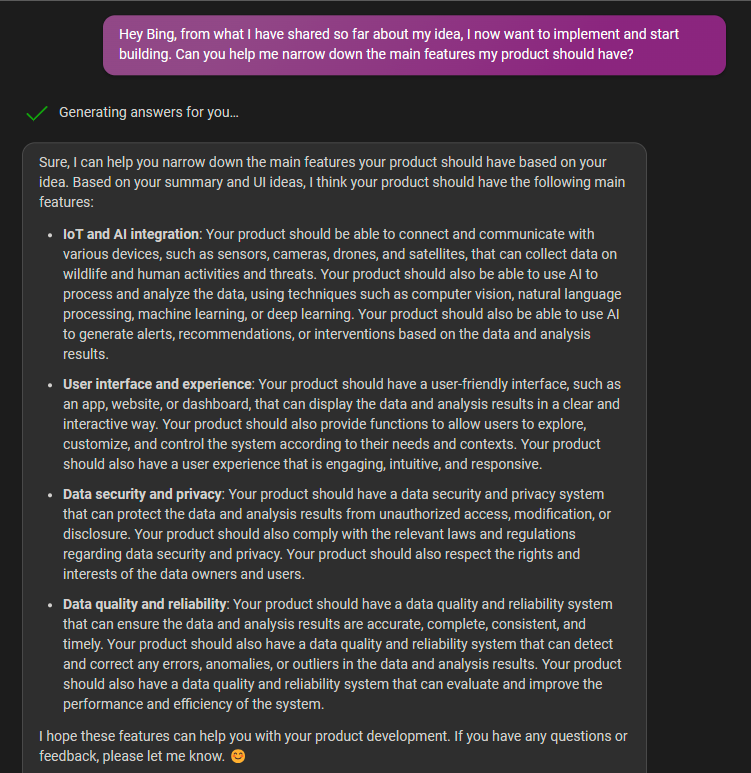 Hey Bing, from what I have shared so far about my idea, I now want to implement and start
building. Can you help me narrow down the main features my product should have?
Generating answers for you...
Sure, I can help you narrow down the main features your product should have based on your
idea. Based on your summary and UI ideas, I think your product should have the following main
features:
• IoT and AI integration: Your product should be able to connect and communicate with
various devices, such as sensors, cameras, drones, and satellites, that can collect data on
wildlife and human activities and threats. Your product should also be able to use AI to
process and analyze the data, using techniques such as computer vision, natural language
processing, machine learning, or deep learning. Your product should also be able to use AI
to generate alerts, recommendations, or interventions based on the data and analysis
results.
• User interface and experience: Your product should have a user-friendly interface, such as
an app, website, or dashboard, that can display the data and analysis results in a clear and
interactive way. Your product should also provide functions to allow users to explore,
customize, and control the system according to their needs and contexts. Your product
should also have a user experience that is engaging, intuitive, and responsive.
• Data security and privacy: Your product should have a data security and privacy system
that can protect the data and analysis results from unauthorized access, modification, or
disclosure. Your product should also comply with the relevant laws and regulations
regarding data security and privacy. Your product should also respect the rights and
interests of the data owners and users.
• Data quality and reliability: Your product should have a data quality and reliability system
that can ensure the data and analysis results are accurate, complete, consistent, and
timely. Your product should also have a data quality and reliability system that can detect
and correct any errors, anomalies, or outliers in the data and analysis results. Your product
should also have a data quality and reliability system that can evaluate and improve the
performance and efficiency of the system.
I hope these features can help you with your product development. If you have any questions or
feedback, please let me know. 😊